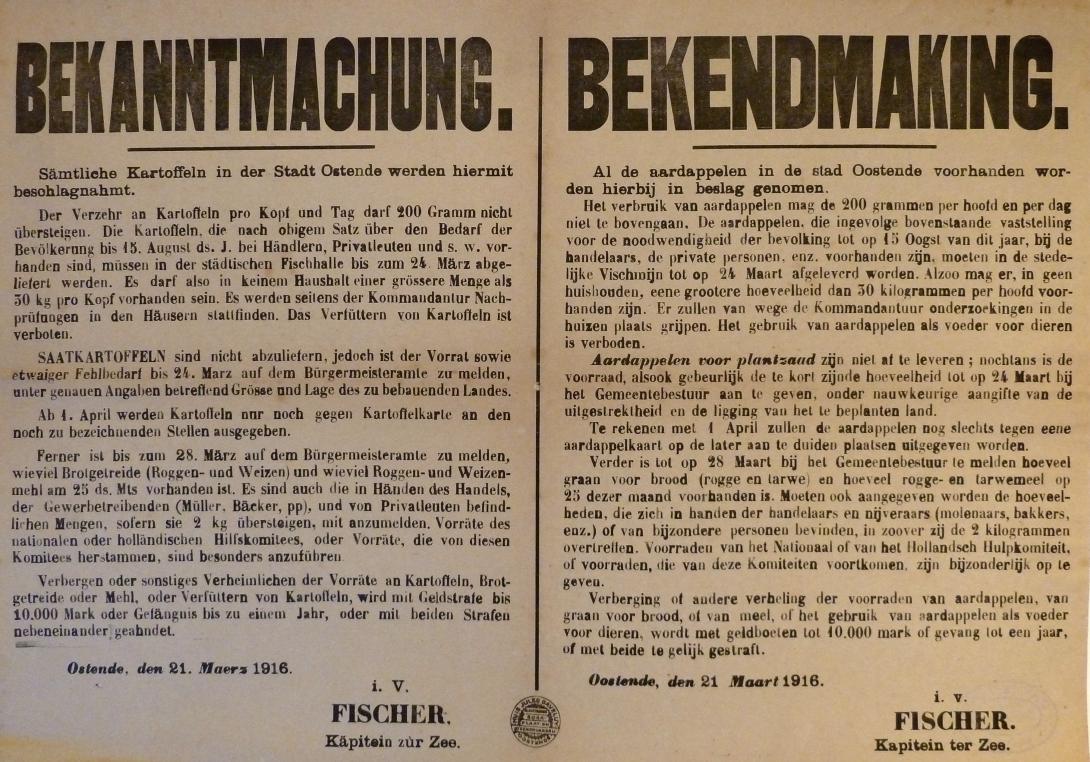 BEKANNTMACHUNG.
Sämtliche Kartoffeln in der Stadt Ostende werden hiermit
beschlagnahmt.
Der Verzehr an Kartoffeln pro Kopf und Tag darf 200 Gramm nicht
übersteigen. Die Kartoffeln, die nach obigem Satz über den Bedarf der
Bevölkerung bis 15. August ds. J. bei Händlern, Privatleuten und s. w. vor-
handen sind, müssen in der städtischen Fischhalle bis zum 24. März abge-
liefert werden. Es darf also in keinem Haushalt einer grössere Menge als
30 kg pro Kopf vorhanden sein. Es werden seitens der Kommandantur Nach-
prüfungen in den Häusern stattfinden. Das Verfüttern von Kartoffeln ist
verboten.
SAATKARTOFFELN sind nicht abzuliefern, jedoch ist der Vorrat sowie
etwaiger Fehlbedarf bis 24. Marz auf dem Bürgermeisteramte zu melden,
unter genauen Angaben betreffend Grösse und Lage des zu bebauenden Landes.
Ab 1. April werden Kartoffeln nur noch gegen Kartoffelkarte an den
noch zu bezeichnenden Stellen ausgegeben.
Ferner ist bis zum 28. März auf dem Bürgermeisteramte zu melden,
wieviel Brotgetreide (Roggen- und Weizen) und wieviel Roggen- und Weizen-
mehl am 25 ds. Mts vorhanden ist. Es sind auch die in Händen des Handels,
der Gewerbetreibenden (Müller, Bäcker, pp), und von Privatleuten befind-
lichen Mengen, sofern sie 2 kg übersteigen, mit anzumelden. Vorräte des
nationalen oder holländischen Hilfskomitees, oder Vorräte, die von diesen
Komitees herstammen, sind besonders anzuführen.
Verbergen oder sonstiges Verheimlichen der Vorräte an Kartoffeln, Brot-
getreide oder Mehl, oder Verfüttern von Kartoffeln, wird mit Geldstrafe bis
10.000 Mark oder Gefängnis bis zu einem Jahr, oder mit beiden Strafen
nebeneinander geahndet.
Ostende, den 21. Maerz 1916.
i. V.
FISCHER,
Käpitein zùr Zee.
BEKENDMAKING.
Al de aardappelen in de stad Oostende voorhanden wor-
den hierbij in beslag genomen.
Het verbruik van aardappelen mag de 200 grammen per hoofd en per dag
niet te bovengaan. De aardappelen, die ingevolge bovenstaande vaststelling
voor de noodwendigheid der bevolking tot op 15 Oogst van dit jaar, bij de
handelaars, de private personen, enz. voorhanden zijn, moeten in de stede-
lijke Vischmijn tot op 24 Maart afgeleverd worden. Alzoo mag er, in geen
huishouden, eene grootere hoeveelheid dan 30 kilogrammen per hoofd voor-
handen zijn. Er zullen van wege de Kommandantuur onderzoekingen in de
huizen plaats grijpen. Het gebruik van aardappelen als voeder voor dieren
is verboden.
Aardappelen voor plantzaad zijn niet af te leveren ; nochtans is de
voorraad, alsook gebeurlijk de te kort zijnde hoeveelheid tot op 24 Maart bij
het Gemeentebestuur aan te geven, onder nauwkeurige aangifte van de
uitgestrektheid en de ligging van het te beplanten land.
Te rekenen met 1 April zullen de aardappelen nog slechts tegen eene
aardappelkaart op de later aan te duiden plaatsen uitgegeven worden.
Verder is tot op 28 Maart bij het Gemeentebestuur te melden hoeveel
graan voor brood (rogge en tarwe) en hoeveel rogge- en tarwemeel op
25 dezer maand voorhanden is. Moeten ook aangegeven worden de hoeveel-
heden, die zich in handen der handelaars en nijveraars (molenaars, bakkers,
enz.) of van bijzondere personen bevinden, in zoover zij de 2 kilogrammen
overtreffen. Voorraden van het Nationaal of van het Hollandsch Hulpkomiteit,
of voorraden, die van deze Komiteiten voortkomen, zijn bijzonderlijk op te
geven.
Verberging of andere verheling der voorraden van aardappelen, van
graan voor brood, of van meel, of het gebruik van aardappelen als voeder
voor dieren, wordt met geldboeten tot 10.000 mark of gevang tot een jaar,
of met beide te gelijk gestraft.
Oostende, den 21 Maart 1916.
i. v.
FISCHER.
Kapitein ter Zee.